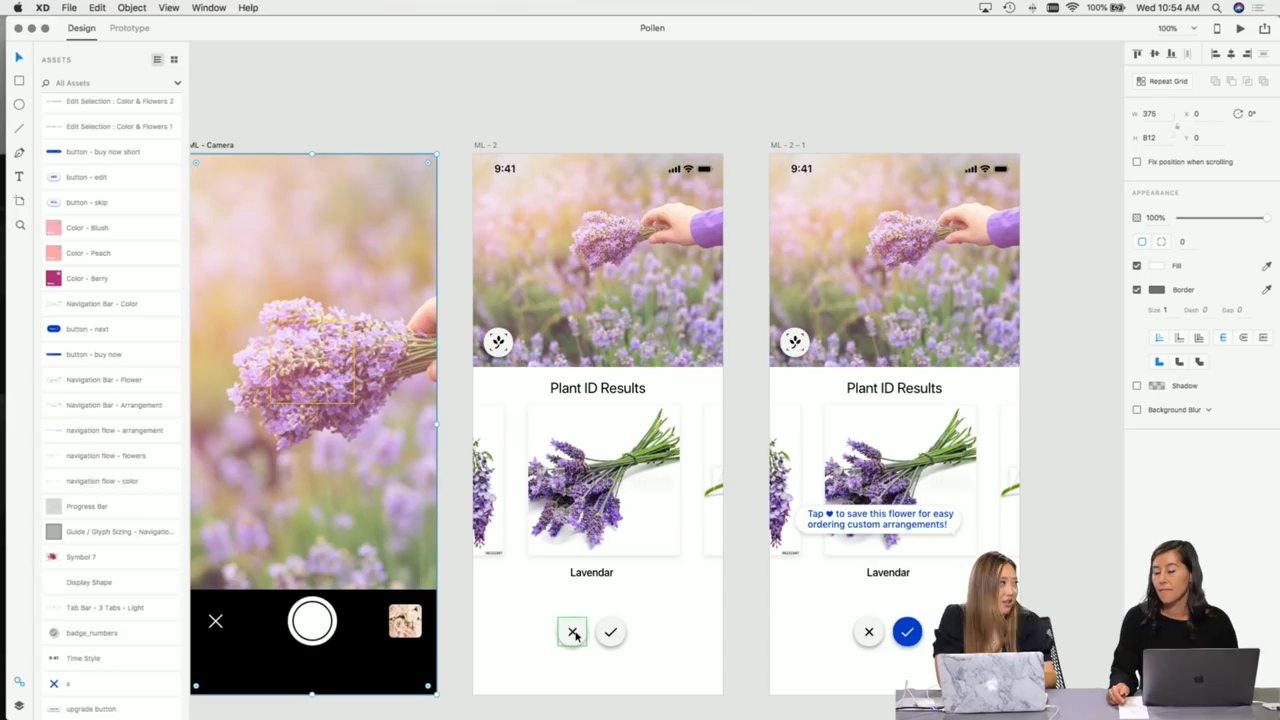 XD File Edit Object View Window Help
100% Wed 10:54 AM
Design Prototype
Pollen
100%
ASSETS
All Assets
Edit Selection : Color & Flowers 2
Edit Selection : Color & Flowers 1
button - buy now short
button - edit
button - skip
Color - Blush
Color - Peach
Color - Berry
Navigation Bar - Color
button - next
button - buy now
Navigation Bar - Flower
Navigation Bar - Arrangement
navigation flow - arrangement
navigation flow - flowers
navigation flow - color
Progress Bar
Guide / Glyph Sizing - Navigatio...
Symbol 7
Display Shape
Tab Bar - 3 Tabs - Light
badge_numbers
9:41 Time Style
x
upgrade button
ML - Camera
ML - 2
9:41
Plant ID Results
Lavendar
ML - 2 – 1
9:41
Plant ID Results
Tap ♥ to save this flower for easy
ordering custom arrangements!
Lavendar
Repeat Grid
W 375 X 0 0°
H 812 Y 0
Fix position when scrolling
APPEARANCE
100%
0
Fill
Border
Size 1 Dash 0 Gap 0
Shadow
Background Blur